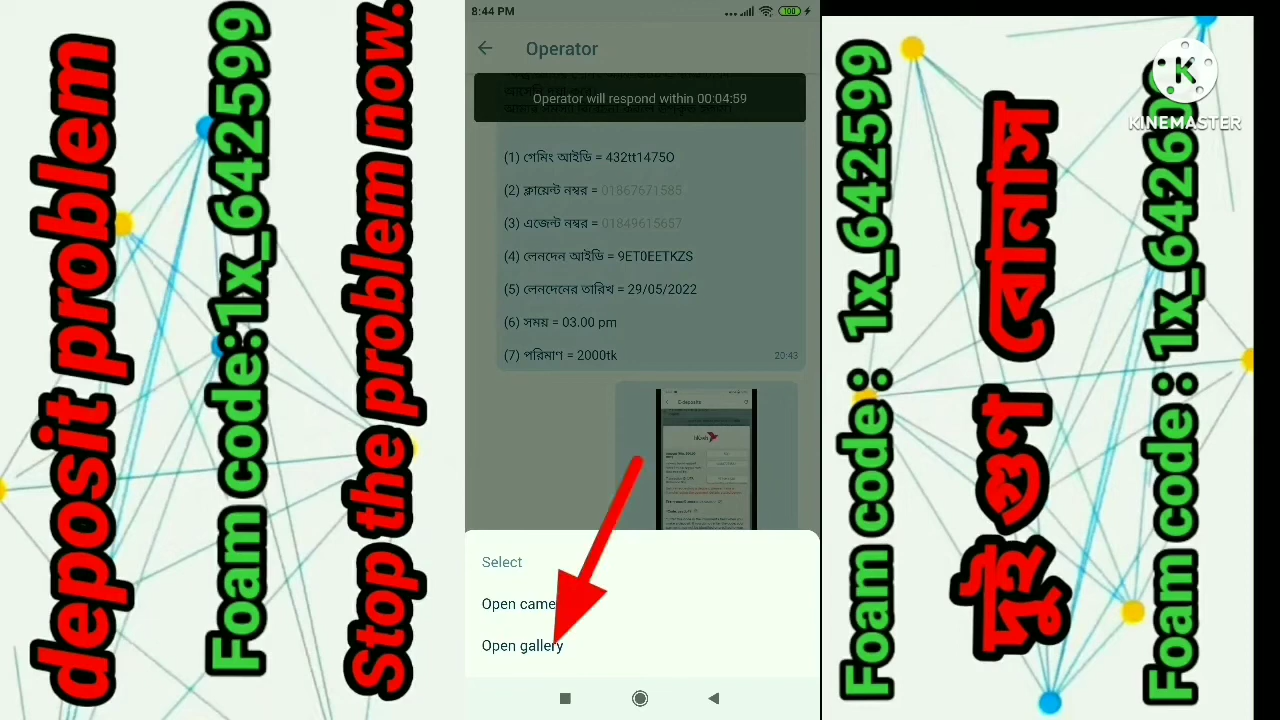 deposit problem
Foam code:1x_642599
Stop the problem now.
8:44 PM
100
Operator
Operator will respond within 00:04:59
(1) গেমিং আইডি = 432tt1475O
(2) ক্লায়েন্ট নম্বর = 01867671585
(3) এজেন্ট নম্বর = 01849615657
(4) লেনদেন আইডি = 9ET0EETKZS
(5) লেনদেনের তারিখ = 29/05/2022
(6) সময় = 03.00 pm
(7) পরিমাণ = 2000tk
20:43
Select
Open came
Open gallery
Foam code : 1x_642599
দুই গুণ বোনাস
Foam code : 1x_64260
K
KINEMASTER